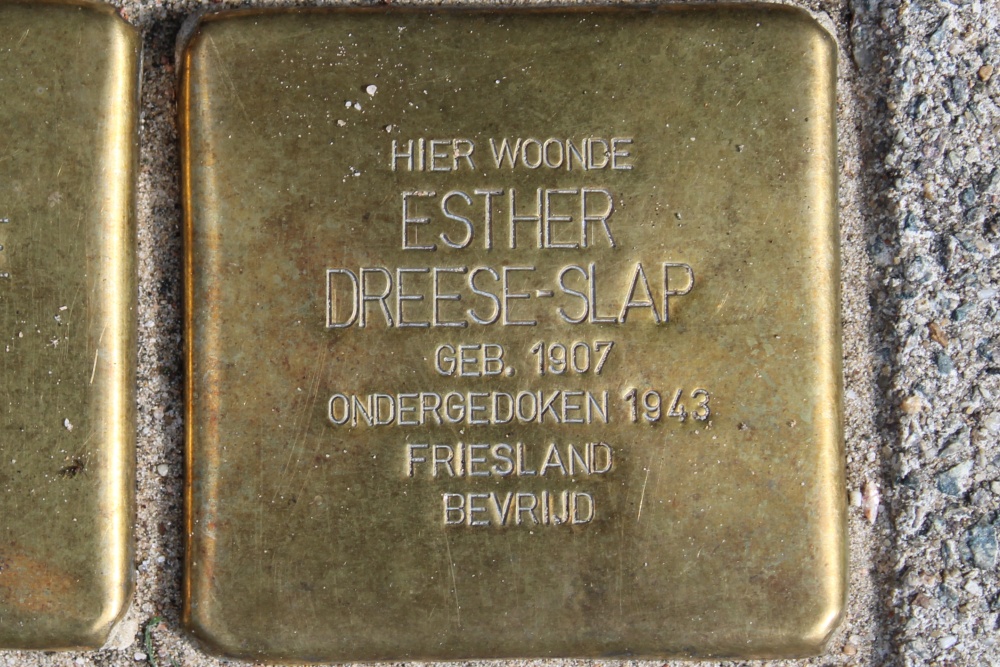 HIER WOONDE
ESTHER
DREESE-SLAP
GEB. 1907
ONDERGEDOKEN 1943
FRIESLAND
BEVRIJD